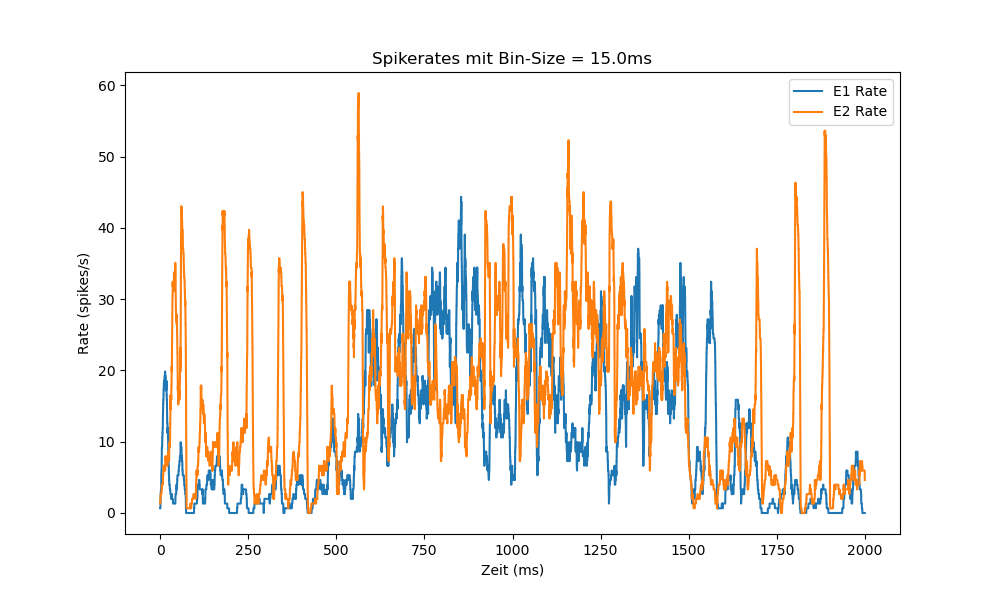 Spikerates mit Bin-Size = 15.0ms
E1 Rate
E2 Rate
Rate (spikes/s)
60
50
40
30
20
10
0
0 250 500 750 1000 1250 1500 1750 2000
Zeit (ms)